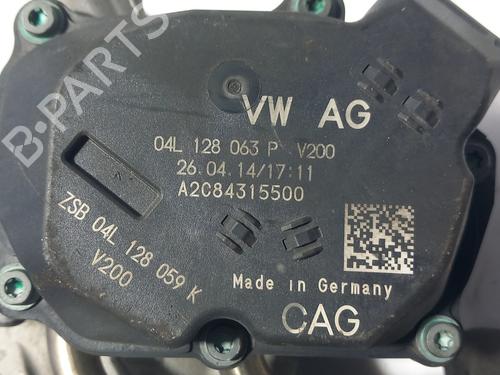 B-PARTS
VW AG
04L 128 063 P V200
26.04.14/17:11
A2C84315500
ZSB 04L 128 059 K
V200
Made in Germany
CAG